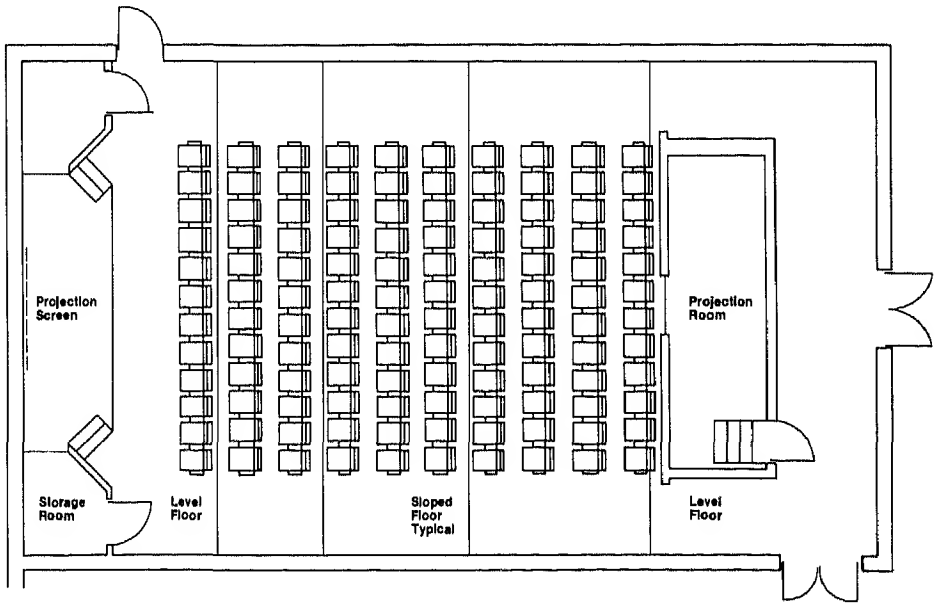 Projection
Screen
Projection
Room
Storage
Room
Level
Floor
Sloped
Floor
Typical
Level
Floor